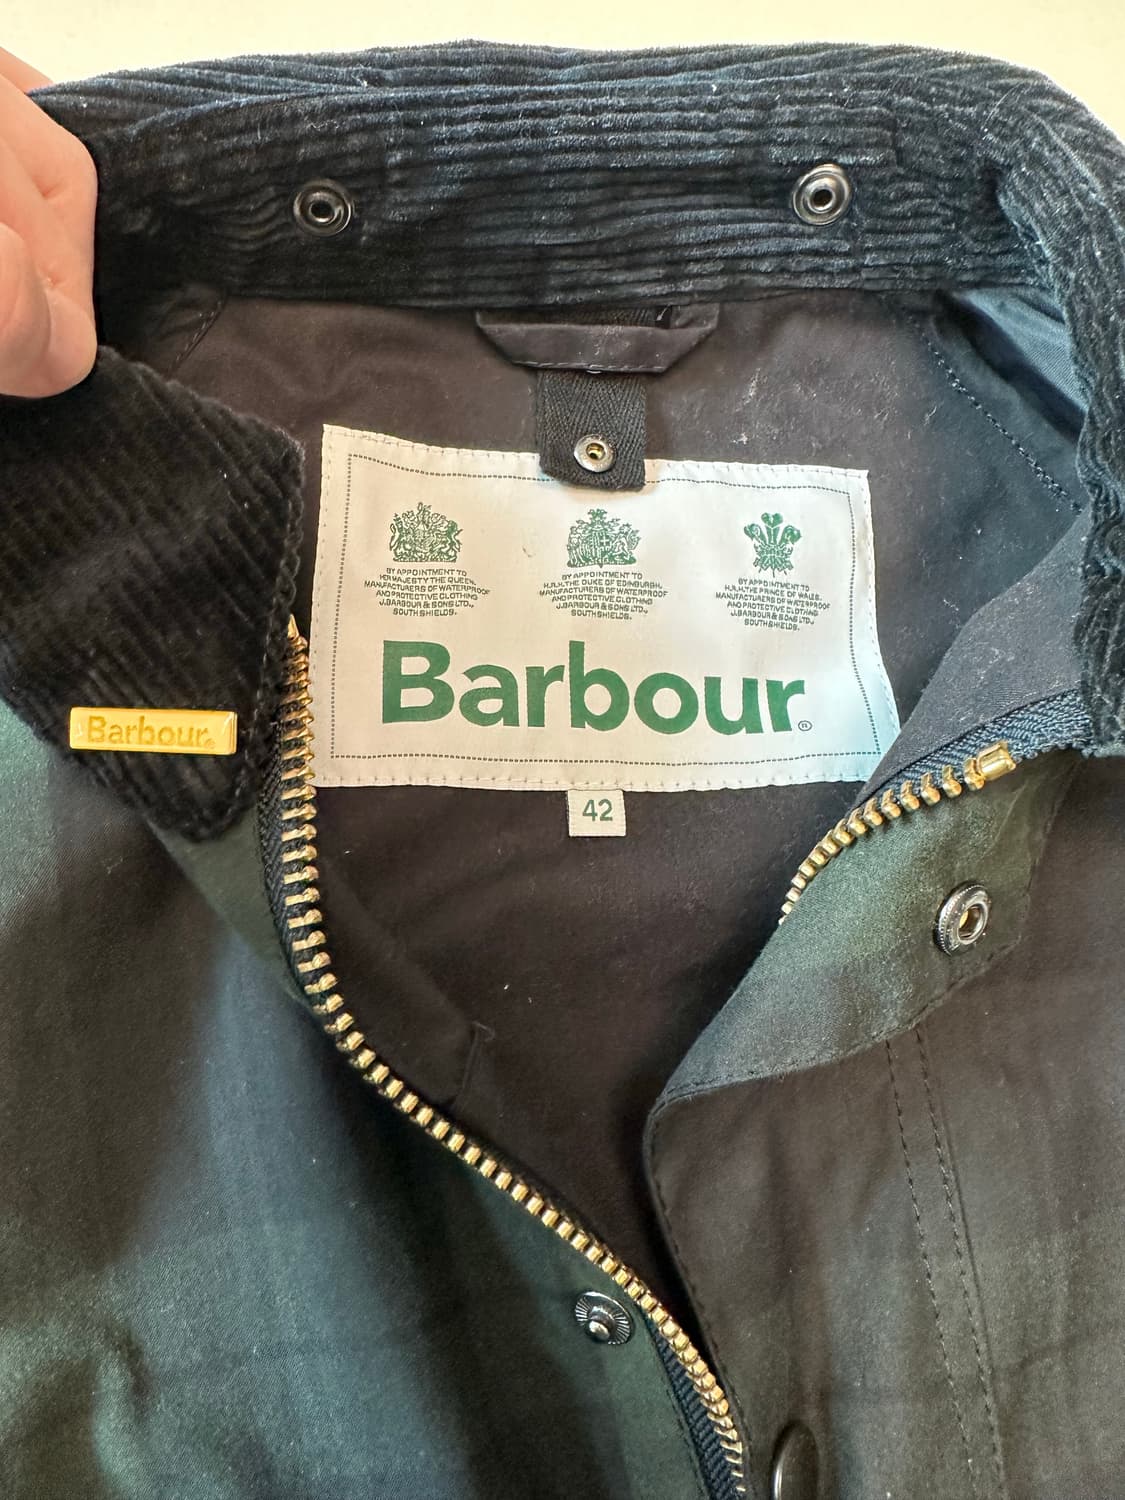 BY APPOINTMENT TO
HER MAJESTY THE QUEEN,
MANUFACTURERS OF WATERPROOF
AND PROTECTIVE CLOTHING
J.BARBOUR & SONS LTD.,
SOUTH SHIELDS.
BY APPOINTMENT TO
H.R.H. THE DUKE OF EDINBURGH,
MANUFACTURERS OF WATERPROOF
AND PROTECTIVE CLOTHING
J.BARBOUR & SONS LTD.,
SOUTH SHIELDS.
BY APPOINTMENT TO
H.R.H. THE PRINCE OF WALES,
MANUFACTURERS OF WATERPROOF
AND PROTECTIVE CLOTHING
J.BARBOUR & SONS LTD.,
SOUTH SHIELDS.
Barbour®
Barbour.
42